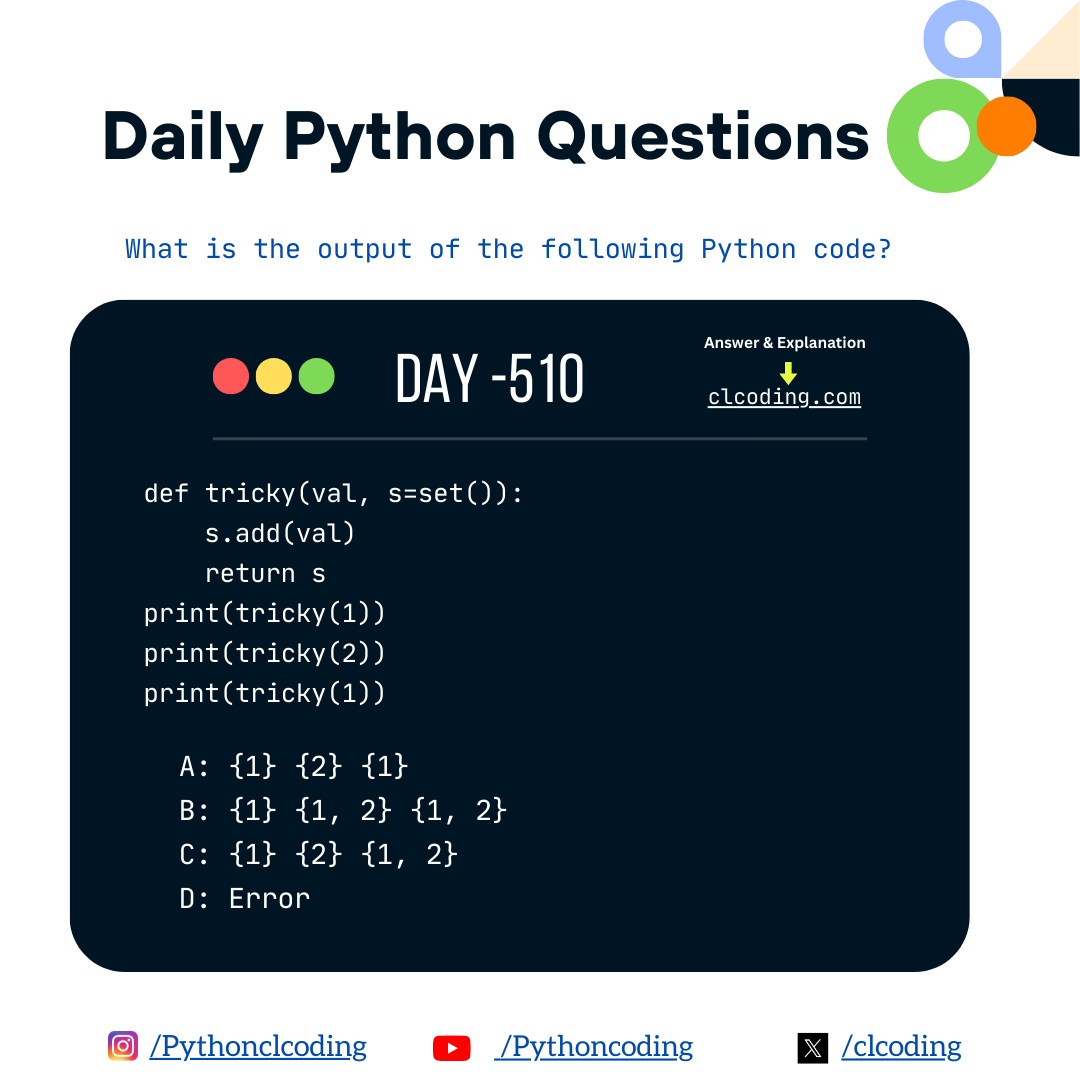 Daily Python Questions
What is the output of the following Python code?
DAY -510
Answer & Explanation
clcoding.com
def tricky(val, s=set()):
    s.add(val)
    return s
print(tricky(1))
print(tricky(2))
print(tricky(1))
A: {1} {2} {1}
B: {1} {1, 2} {1, 2}
C: {1} {2} {1, 2}
D: Error
/Pythonclcoding
/Pythoncoding
/clcoding